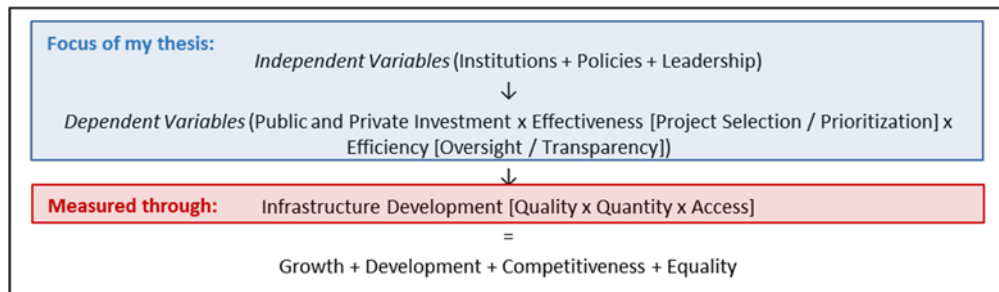 Focus of my thesis:
Independent Variables (Institutions + Policies + Leadership)
↓
Dependent Variables (Public and Private Investment x Effectiveness [Project Selection / Prioritization] x
Efficiency [Oversight / Transparency])
↓
Measured through: Infrastructure Development [Quality x Quantity x Access]
=
Growth + Development + Competitiveness + Equality